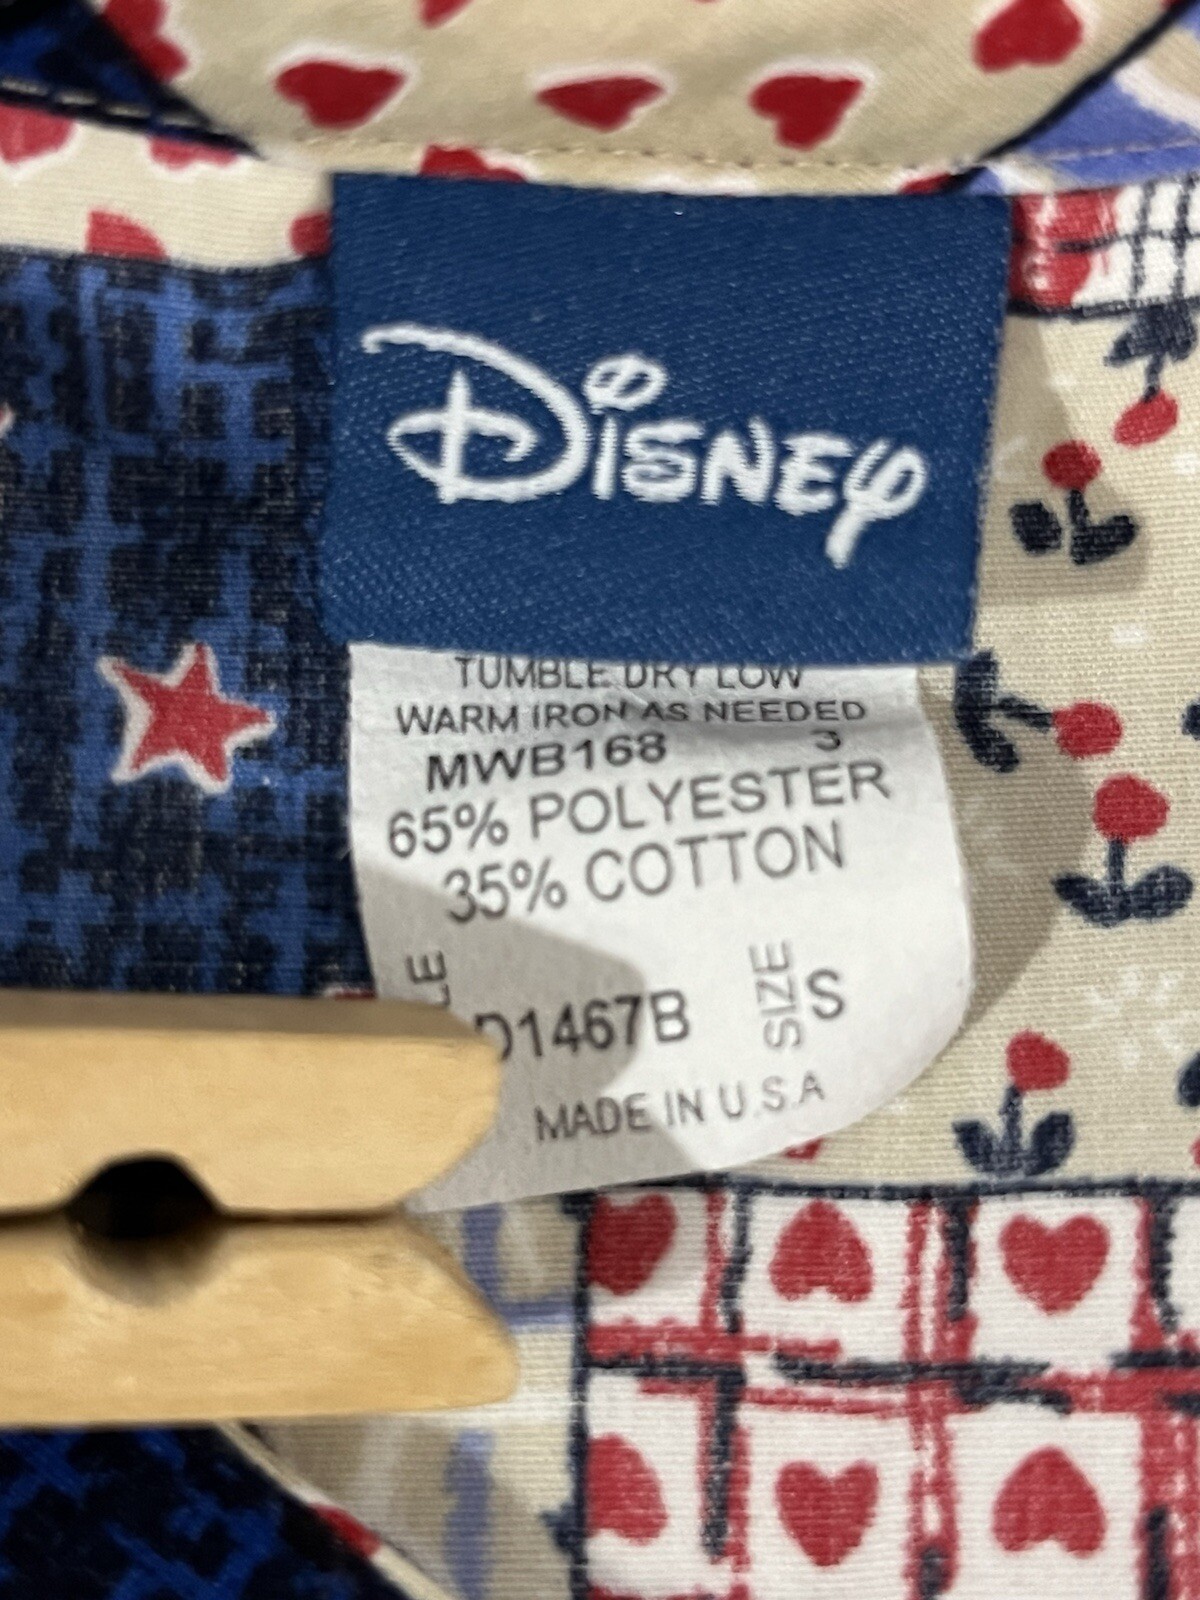 Disney
TUMBLE DRY LOW
WARM IRON AS NEEDED
MWB168 3
65% POLYESTER
35% COTTON
D1467B SIZE S
MADE IN U.S.A